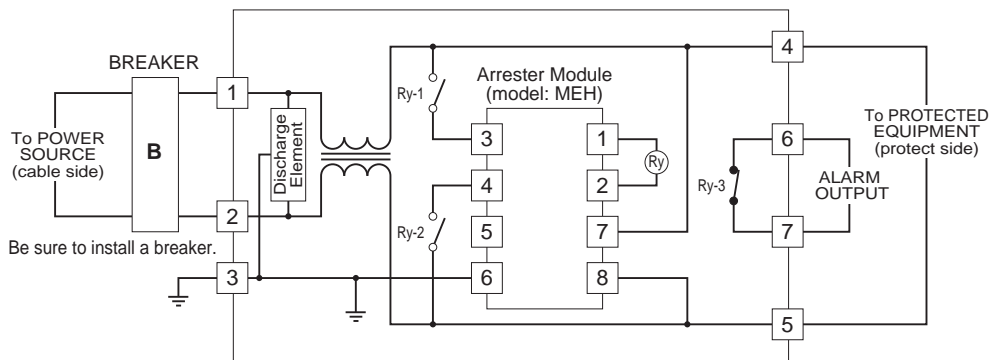 BREAKER
To POWER
SOURCE
(cable side)
B
Be sure to install a breaker.
1
2
3
Discharge
Element
Ry-1
Ry-2
Arrester Module
(model: MEH)
3
4
5
6
1
2
7
8
Ry
Ry-3
4
6
7
5
ALARM
OUTPUT
To PROTECTED
EQUIPMENT
(protect side)